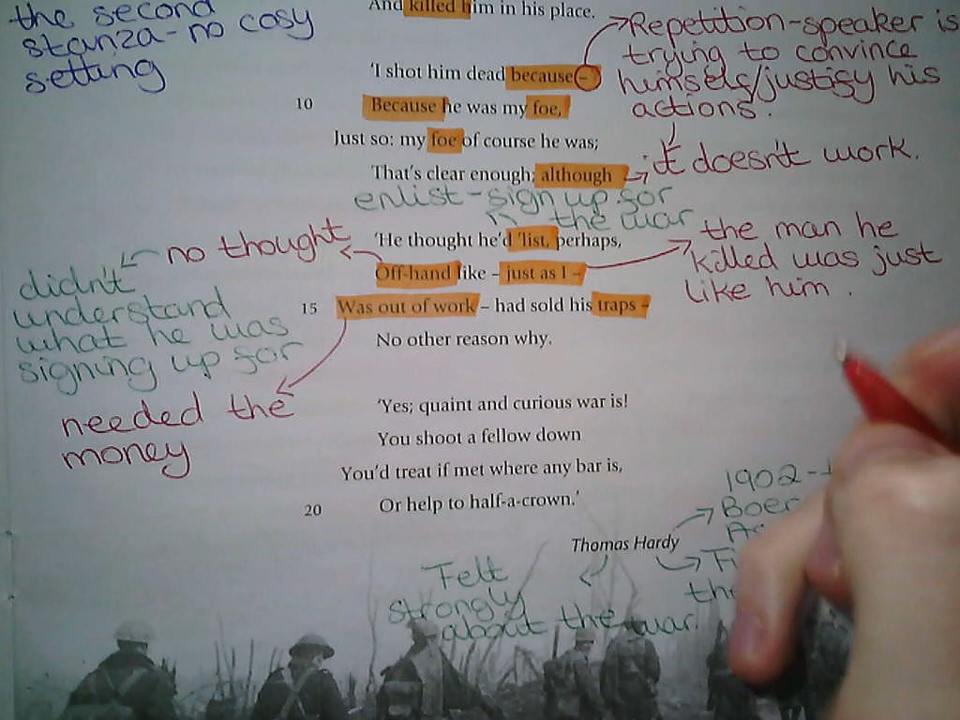 the second
stanza - no cosy
setting
And killed him in his place.
Repetition - speaker is
trying to convince
himself/justify his
actions.
it doesn't work.
'I shot him dead because –
10 Because he was my foe,
Just so: my foe of course he was;
That's clear enough; although
enlist - sign up for
the war
'He thought he'd 'list, perhaps,
Off-hand like – just as I –
15 Was out of work – had sold his traps –
No other reason why.
no thought
didn't
understand
what he was
signing up for
the man he
killed was just
like him.
needed the
money
'Yes; quaint and curious war is!
You shoot a fellow down
You'd treat if met where any bar is,
20 Or help to half-a-crown.'
Thomas Hardy
1902 -
Boer
Felt
strongly
about the war.